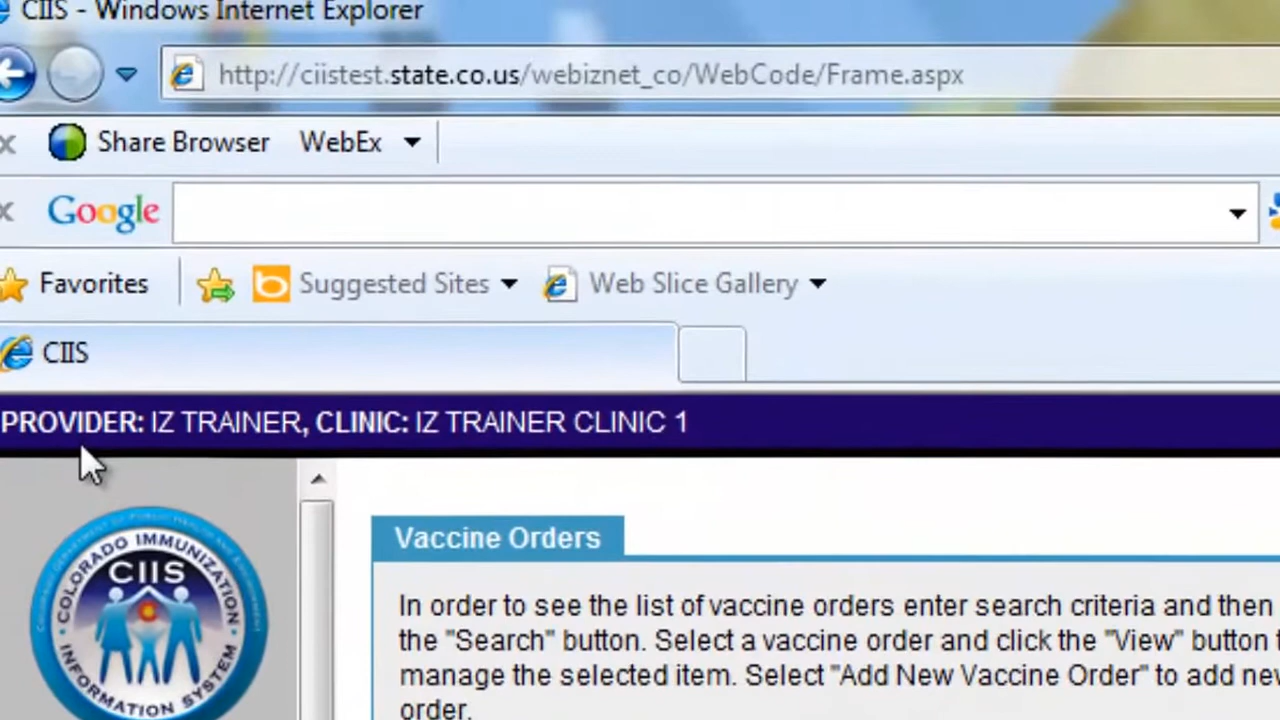 CIIS - Windows Internet Explorer
http://ciistest.state.co.us/webiznet_co/WebCode/Frame.aspx
x Share Browser WebEx
x Google
Favorites Suggested Sites Web Slice Gallery
CIIS
PROVIDER: IZ TRAINER, CLINIC: IZ TRAINER CLINIC 1
COLORADO IMMUNIZATION
CIIS
INFORMATION SYSTEM
Vaccine Orders
In order to see the list of vaccine orders enter search criteria and then
the "Search" button. Select a vaccine order and click the "View" button
manage the selected item. Select "Add New Vaccine Order" to add new
order.